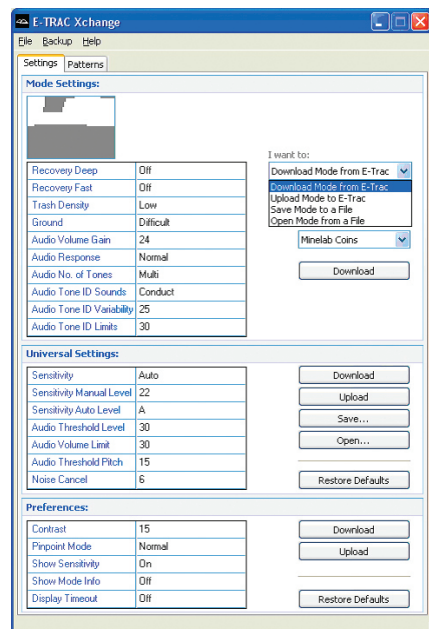 E-TRAC Xchange
File Backup Help
Settings Patterns
Mode Settings:
I want to:
Recovery Deep Off Download Mode from E-Trac
Recovery Fast Off Download Mode from E-Trac
Trash Density Low Upload Mode to E-Trac
Save Mode to a File
Ground Difficult Open Mode from a File
Audio Volume Gain 24 Minelab Coins
Audio Response Normal
Audio No. of Tones Multi Download
Audio Tone ID Sounds Conduct
Audio Tone ID Variability 25
Audio Tone ID Limits 30
Universal Settings:
Sensitivity Auto Download
Sensitivity Manual Level 22 Upload
Sensitivity Auto Level A Save...
Audio Threshold Level 30
Audio Volume Limit 30 Open...
Audio Threshold Pitch 15
Noise Cancel 6 Restore Defaults
Preferences:
Contrast 15 Download
Pinpoint Mode Normal Upload
Show Sensitivity On
Show Mode Info Off
Display Timeout Off Restore Defaults